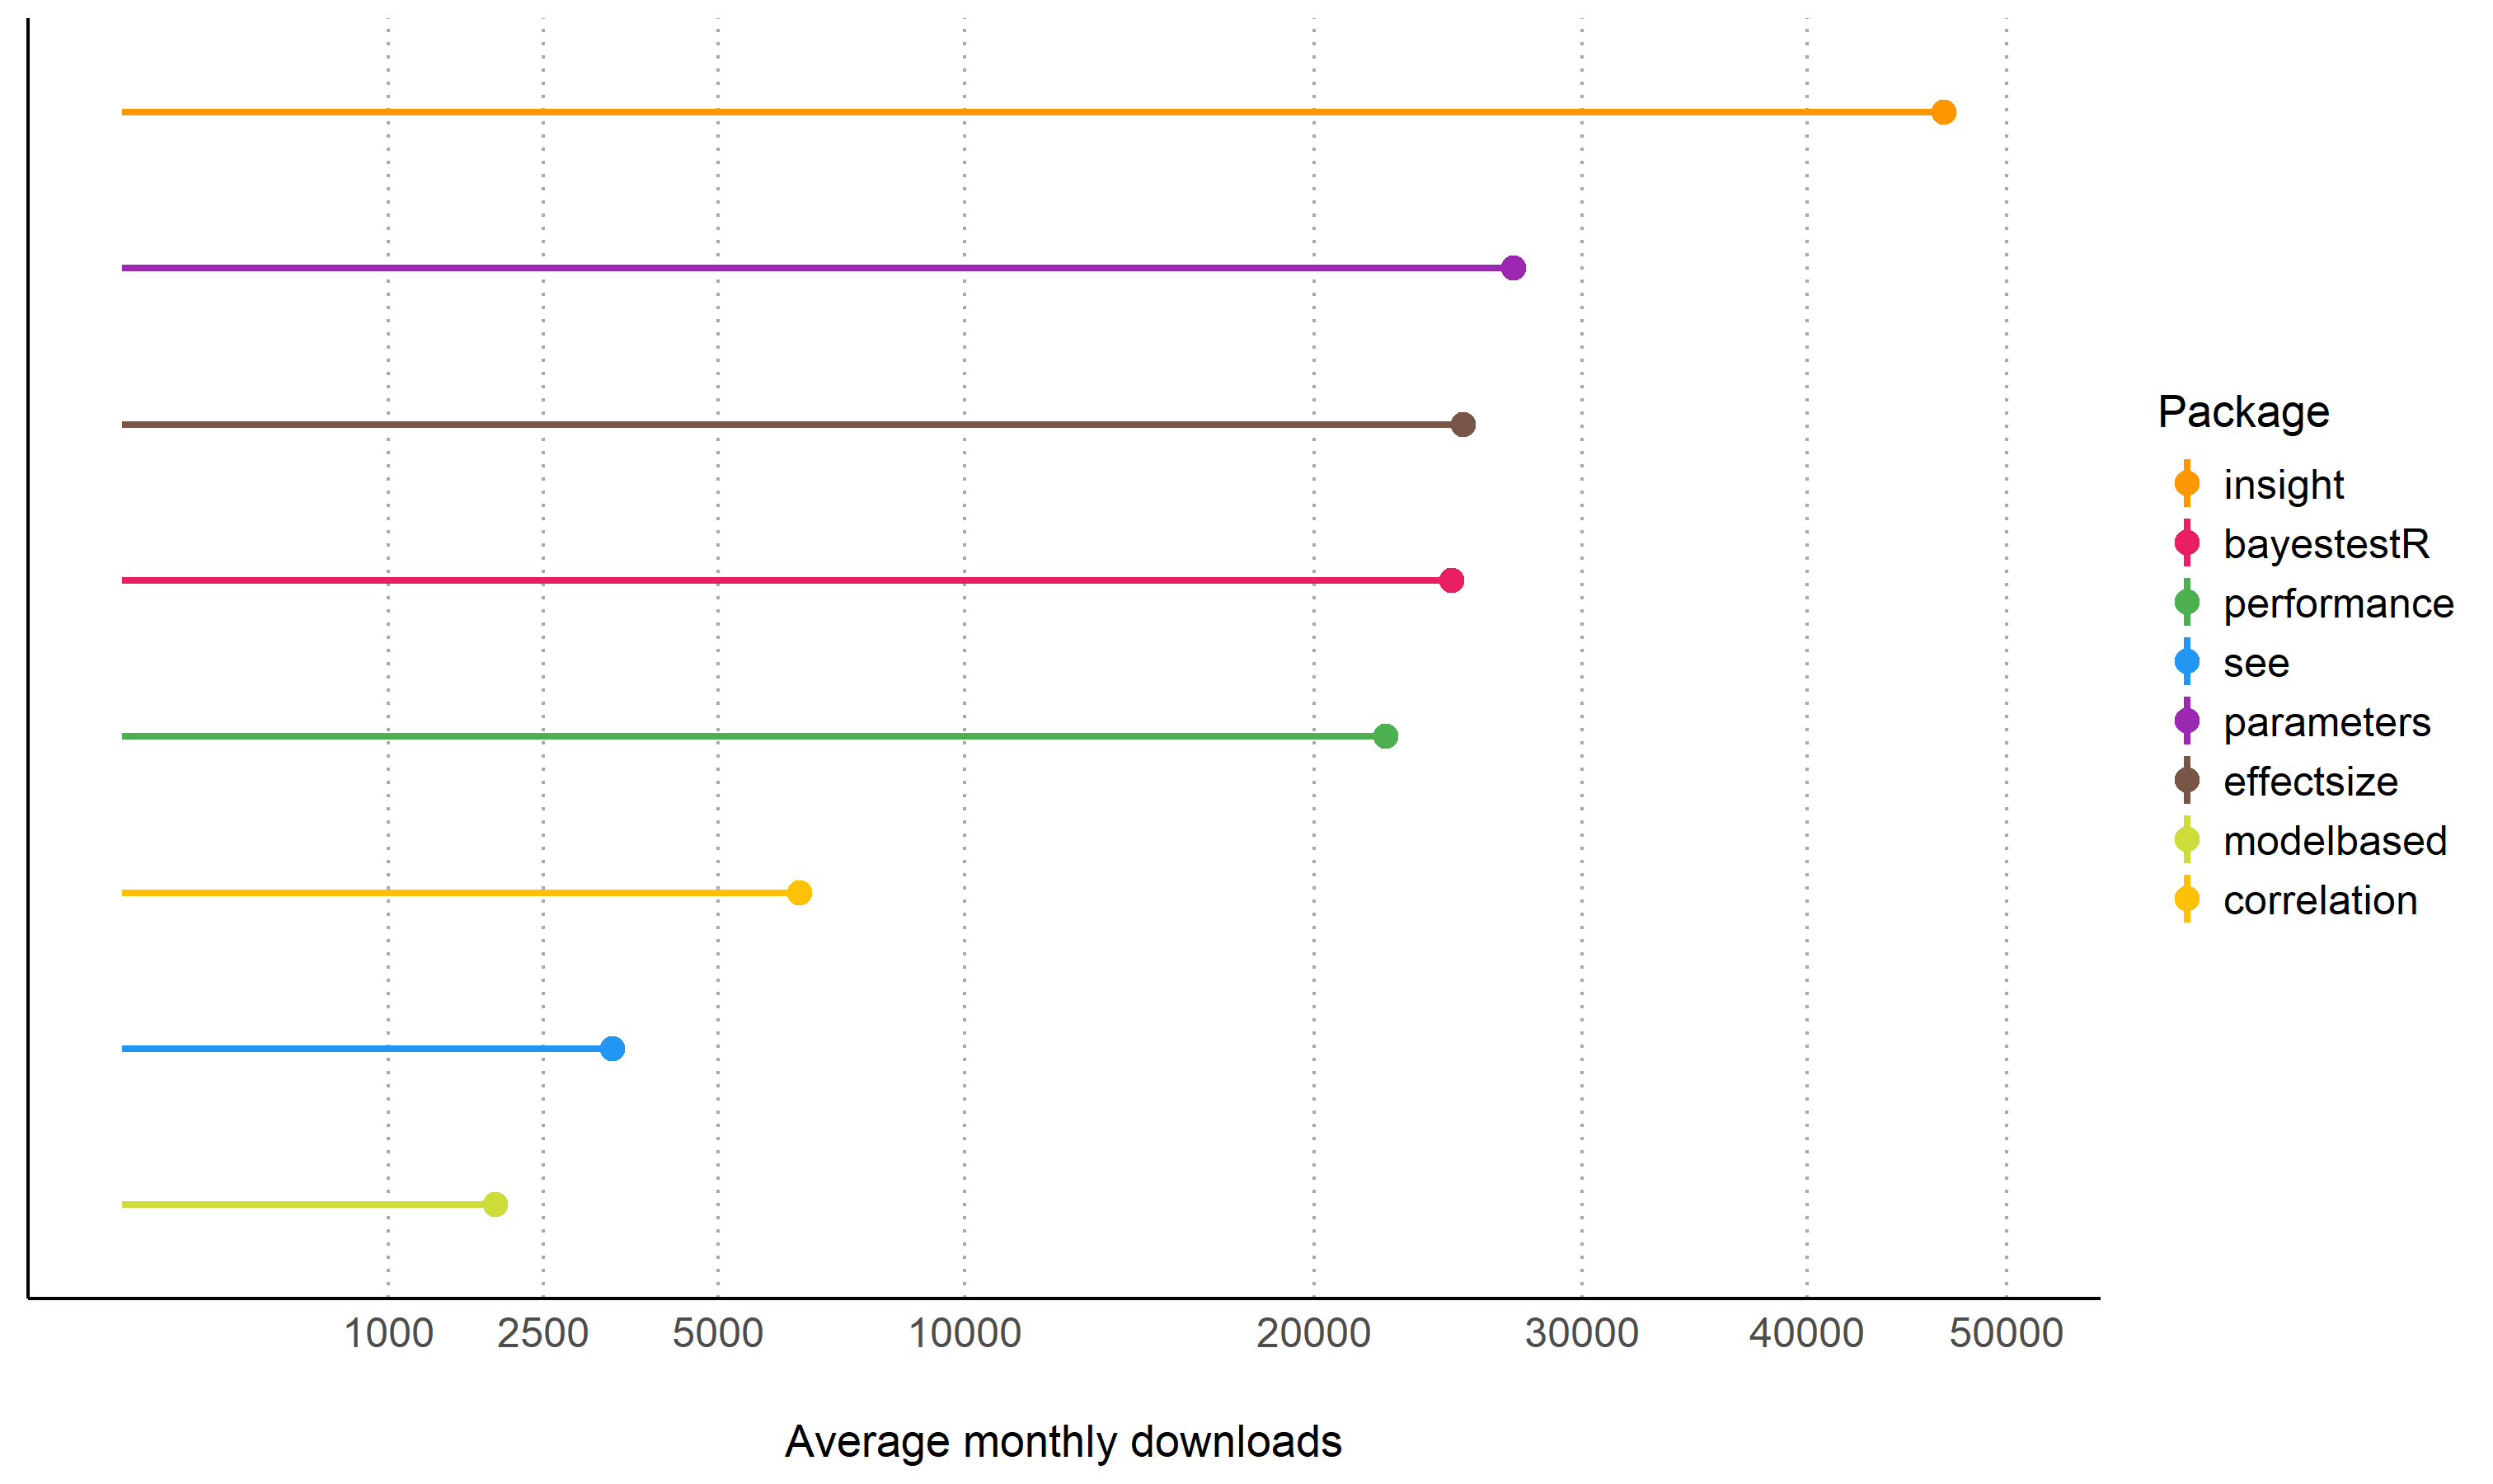 Package
insight
bayestestR
performance
see
parameters
effectsize
modelbased
correlation
1000 2500 5000 10000 20000 30000 40000 50000
Average monthly downloads